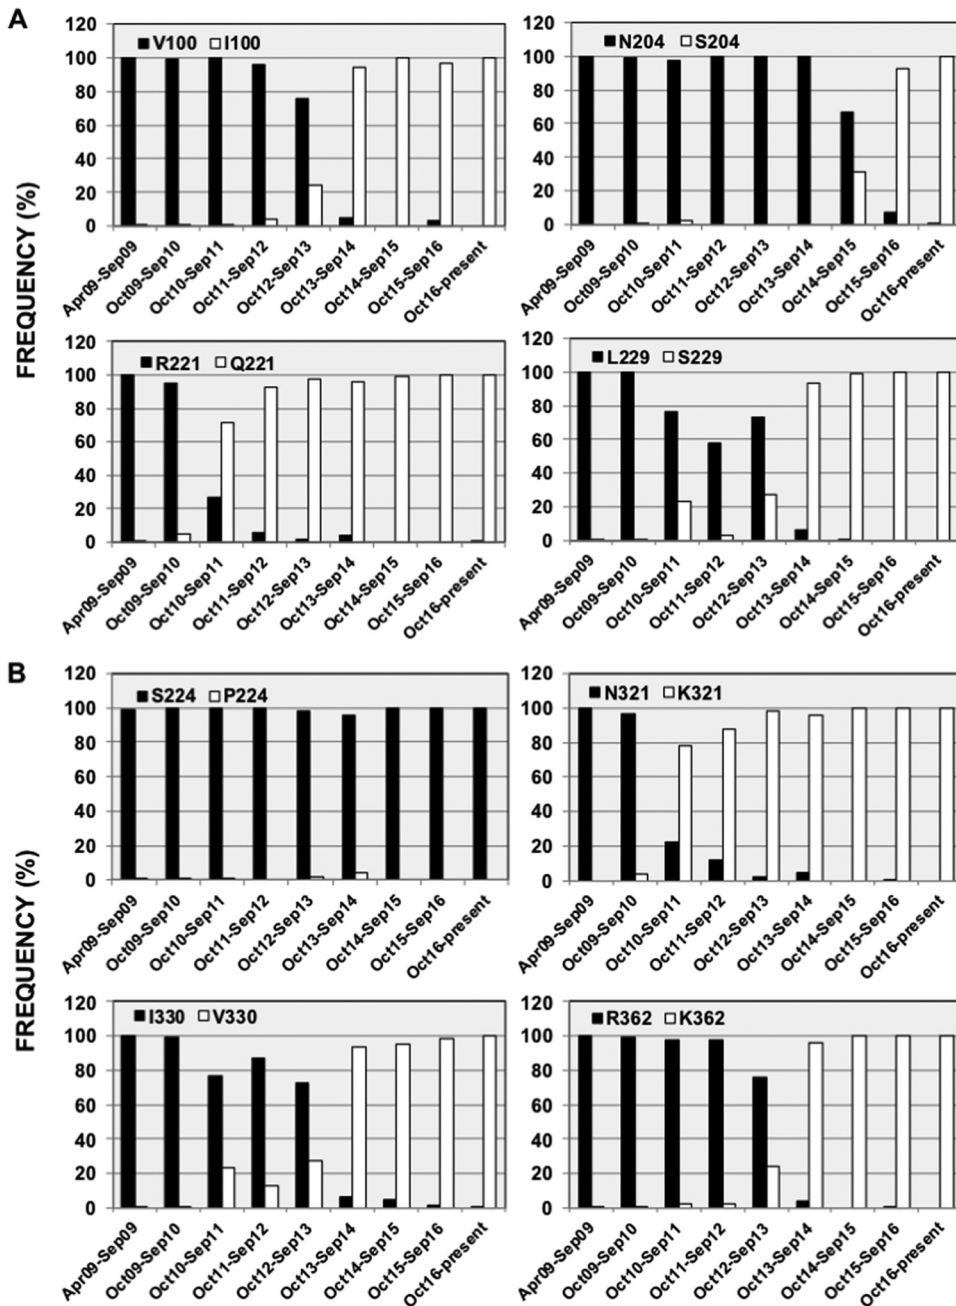 A
FREQUENCY (%)
120
100
80
60
40
20
0
V100 I100
Apr09-Sep09
Oct09-Sep10
Oct10-Sep11
Oct11-Sep12
Oct12-Sep13
Oct13-Sep14
Oct14-Sep15
Oct15-Sep16
Oct16-present
120
100
80
60
40
20
0
N204 S204
Apr09-Sep09
Oct09-Sep10
Oct10-Sep11
Oct11-Sep12
Oct12-Sep13
Oct13-Sep14
Oct14-Sep15
Oct15-Sep16
Oct16-present
120
100
80
60
40
20
0
R221 Q221
Apr09-Sep09
Oct09-Sep10
Oct10-Sep11
Oct11-Sep12
Oct12-Sep13
Oct13-Sep14
Oct14-Sep15
Oct15-Sep16
Oct16-present
120
100
80
60
40
20
0
L229 S229
Apr09-Sep09
Oct09-Sep10
Oct10-Sep11
Oct11-Sep12
Oct12-Sep13
Oct13-Sep14
Oct14-Sep15
Oct15-Sep16
Oct16-present
B
FREQUENCY (%)
120
100
80
60
40
20
0
S224 P224
Apr09-Sep09
Oct09-Sep10
Oct10-Sep11
Oct11-Sep12
Oct12-Sep13
Oct13-Sep14
Oct14-Sep15
Oct15-Sep16
Oct16-present
120
100
80
60
40
20
0
N321 K321
Apr09-Sep09
Oct09-Sep10
Oct10-Sep11
Oct11-Sep12
Oct12-Sep13
Oct13-Sep14
Oct14-Sep15
Oct15-Sep16
Oct16-present
120
100
80
60
40
20
0
I330 V330
Apr09-Sep09
Oct09-Sep10
Oct10-Sep11
Oct11-Sep12
Oct12-Sep13
Oct13-Sep14
Oct14-Sep15
Oct15-Sep16
Oct16-present
120
100
80
60
40
20
0
R362 K362
Apr09-Sep09
Oct09-Sep10
Oct10-Sep11
Oct11-Sep12
Oct12-Sep13
Oct13-Sep14
Oct14-Sep15
Oct15-Sep16
Oct16-present